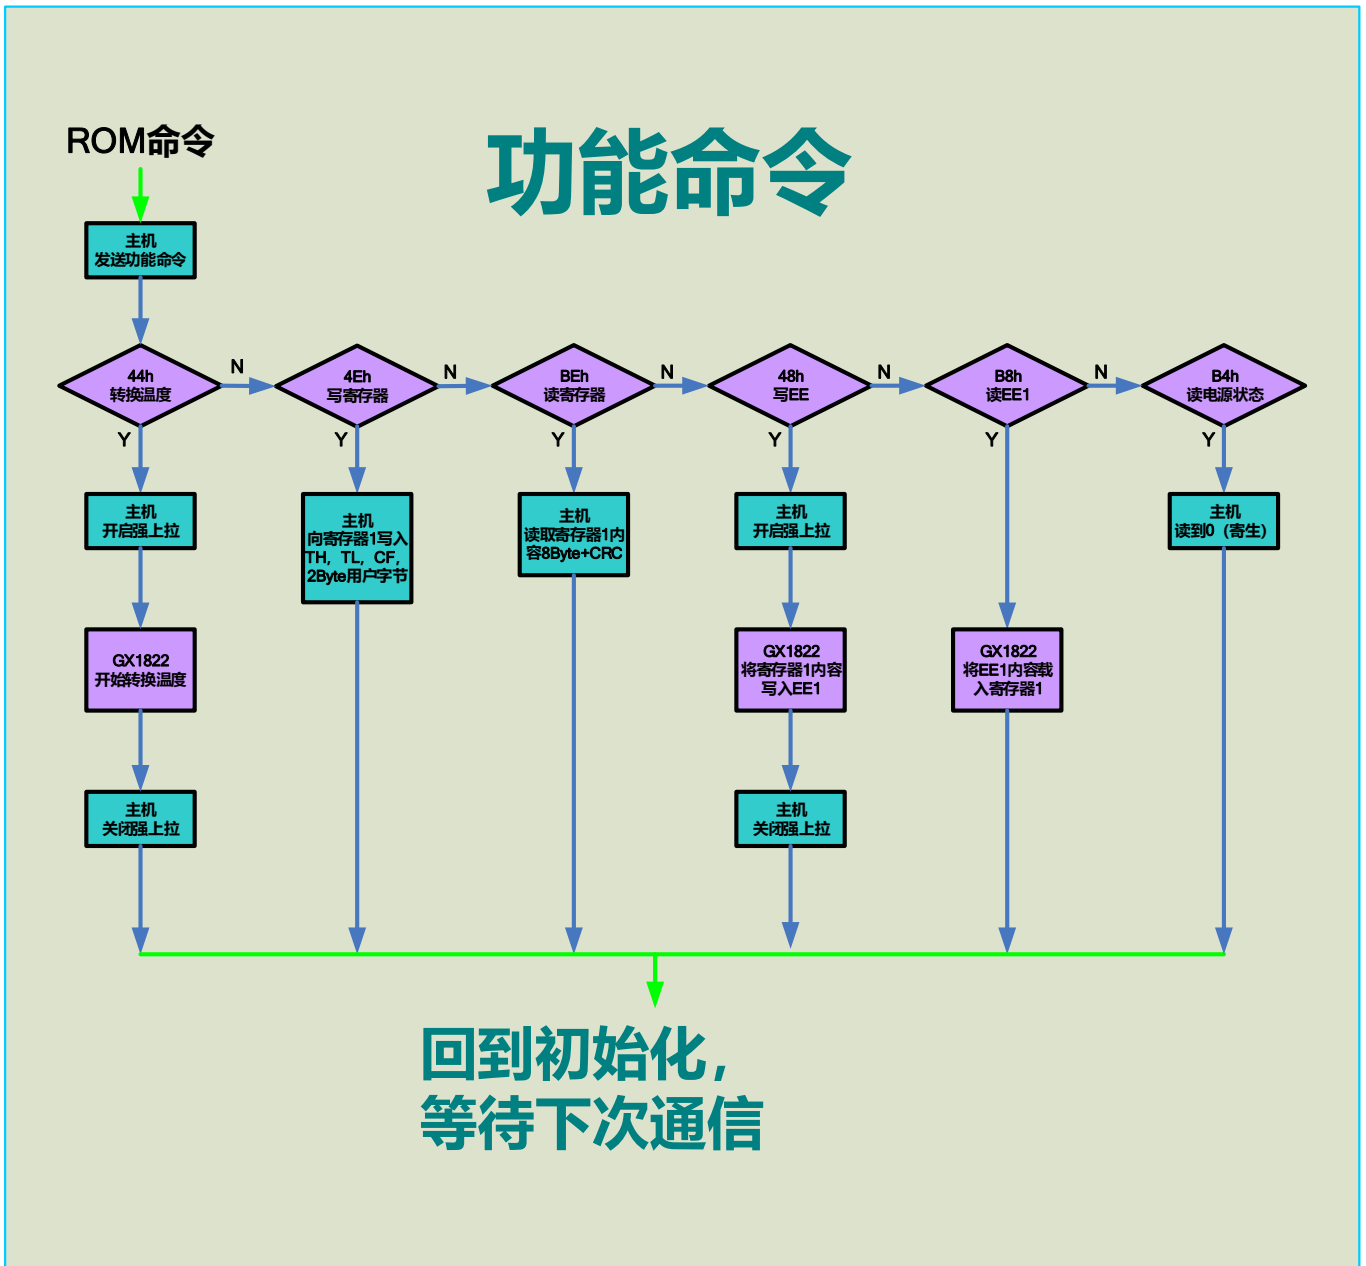 ROM命令
功能命令
主机
发送功能命令
44h
转换温度
N
4Eh
写寄存器
N
BEh
读寄存器
N
48h
写EE
N
B8h
读EE1
N
B4h
读电源状态
Y
Y
Y
Y
Y
Y
主机
开启强上拉
主机
向寄存器1写入
TH，TL，CF，
2Byte用户字节
主机
读取寄存器1内
容8Byte+CRC
主机
开启强上拉
主机
读到0（寄生）
GX1822
开始转换温度
GX1822
将寄存器1内容
写入EE1
GX1822
将EE1内容载
入寄存器1
主机
关闭强上拉
主机
关闭强上拉
回到初始化，
等待下次通信